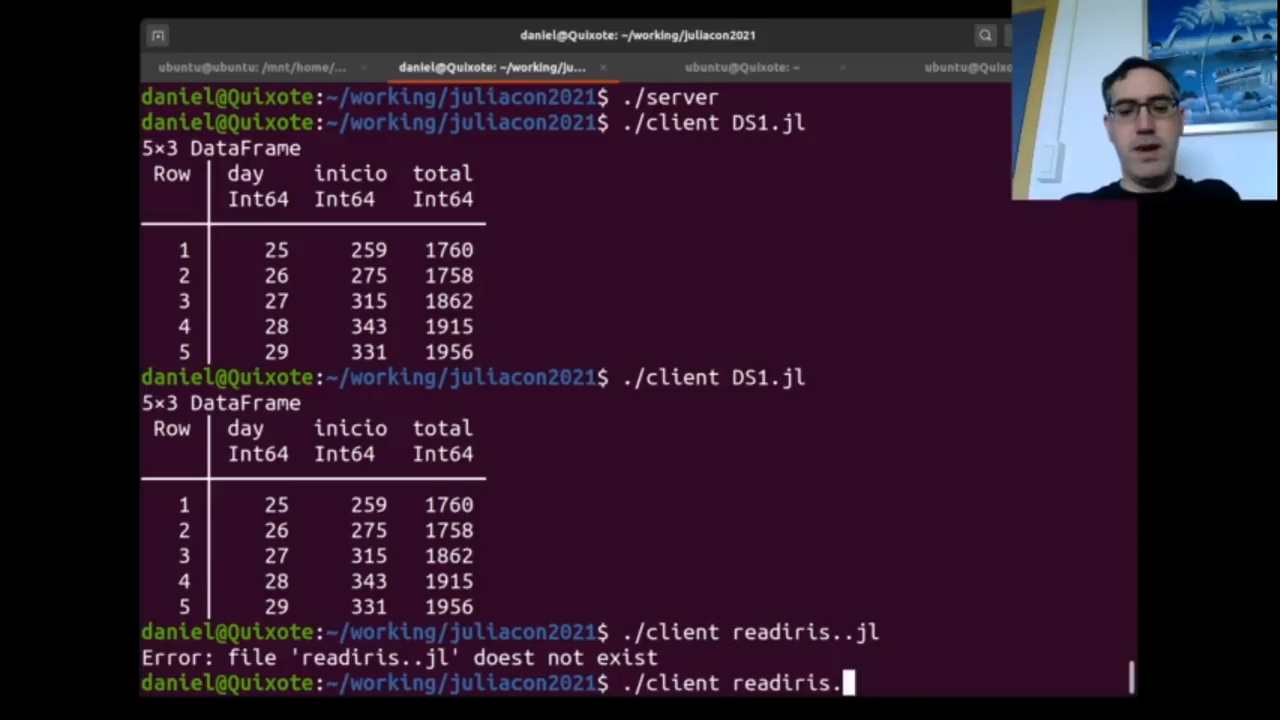 daniel@Quixote: ~/working/juliacon2021
ubuntu@ubuntu: /mnt/home/... daniel@Quixote: ~/working/ju... ubuntu@Quixote: ~ ubuntu@Quixo
daniel@Quixote:~/working/juliacon2021$ ./server
daniel@Quixote:~/working/juliacon2021$ ./client DS1.jl
5×3 DataFrame
Row day inicio total
Int64 Int64 Int64
1 25 259 1760
2 26 275 1758
3 27 315 1862
4 28 343 1915
5 29 331 1956
daniel@Quixote:~/working/juliacon2021$ ./client DS1.jl
5×3 DataFrame
Row day inicio total
Int64 Int64 Int64
1 25 259 1760
2 26 275 1758
3 27 315 1862
4 28 343 1915
5 29 331 1956
daniel@Quixote:~/working/juliacon2021$ ./client readiris..jl
Error: file 'readiris..jl' doest not exist
daniel@Quixote:~/working/juliacon2021$ ./client readiris.